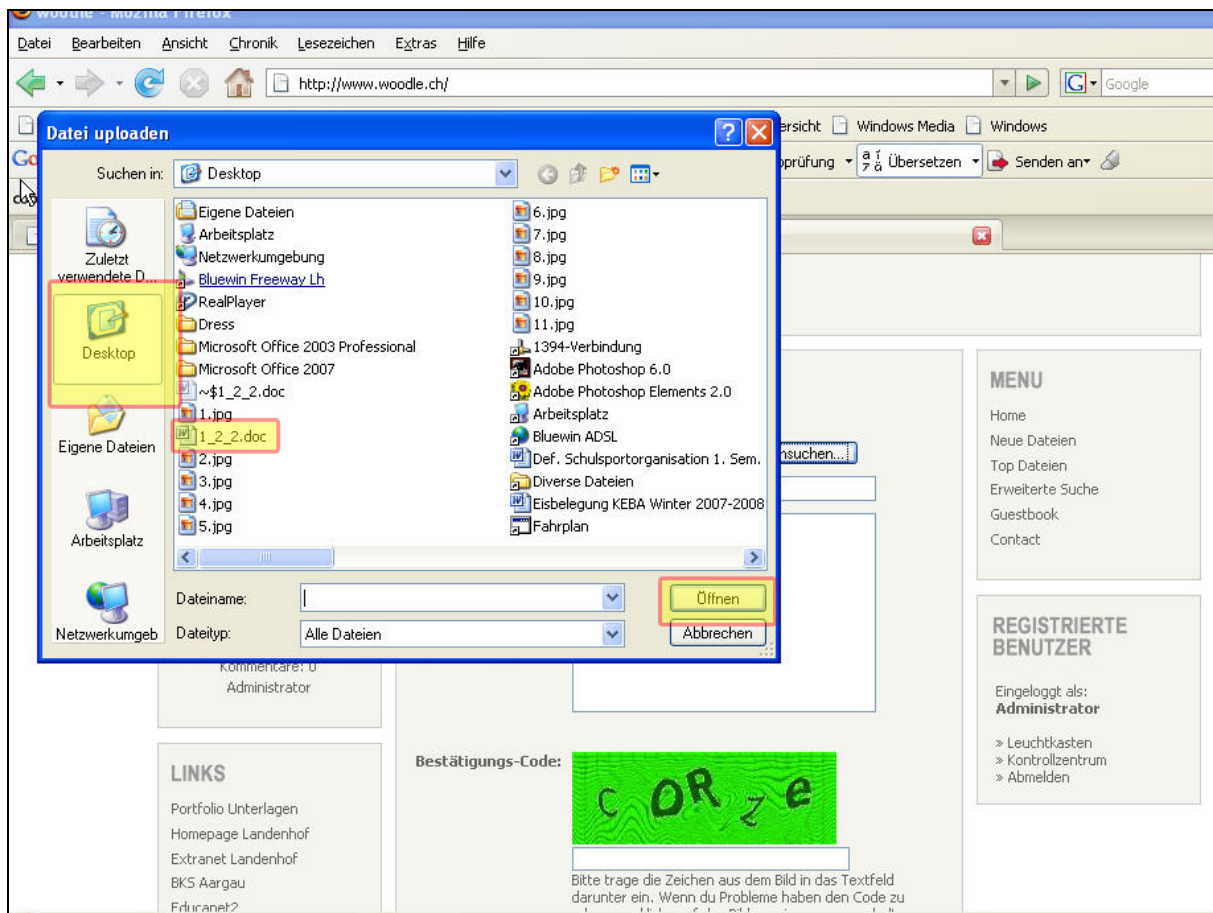 woodle - Mozilla Firefox
Datei Bearbeiten Ansicht Chronik Lesezeichen Extras Hilfe
http://www.woodle.ch/
Google
ersicht Windows Media Windows
Datei uploaden
prüfung Übersetzen Senden an
Suchen in: Desktop
Zuletzt
verwendete D...
Desktop
Eigene Dateien
Arbeitsplatz
Netzwerkumgeb
Eigene Dateien
Arbeitsplatz
Netzwerkumgebung
Bluewin Freeway Lh
RealPlayer
Dress
Microsoft Office 2003 Professional
Microsoft Office 2007
~$1_2_2.doc
1.jpg
1_2_2.doc
2.jpg
3.jpg
4.jpg
5.jpg
6.jpg
7.jpg
8.jpg
9.jpg
10.jpg
11.jpg
1394-Verbindung
Adobe Photoshop 6.0
Adobe Photoshop Elements 2.0
Arbeitsplatz
Bluewin ADSL
Def. Schulsportorganisation 1. Sem.
Diverse Dateien
Eisbelegung KEBA Winter 2007-2008
Fahrplan
Dateiname: Öffnen
Dateityp: Alle Dateien Abbrechen
nsuchen...
Kommentare: 0
Administrator
LINKS
Portfolio Unterlagen
Homepage Landenhof
Extranet Landenhof
BKS Aargau
Educanet2
Bestätigungs-Code:
C ORz e
Bitte trage die Zeichen aus dem Bild in das Textfeld
darunter ein. Wenn du Probleme haben den Code zu
MENU
Home
Neue Dateien
Top Dateien
Erweiterte Suche
Guestbook
Contact
REGISTRIERTE
BENUTZER
Eingeloggt als:
Administrator
» Leuchtkasten
» Kontrollzentrum
» Abmelden